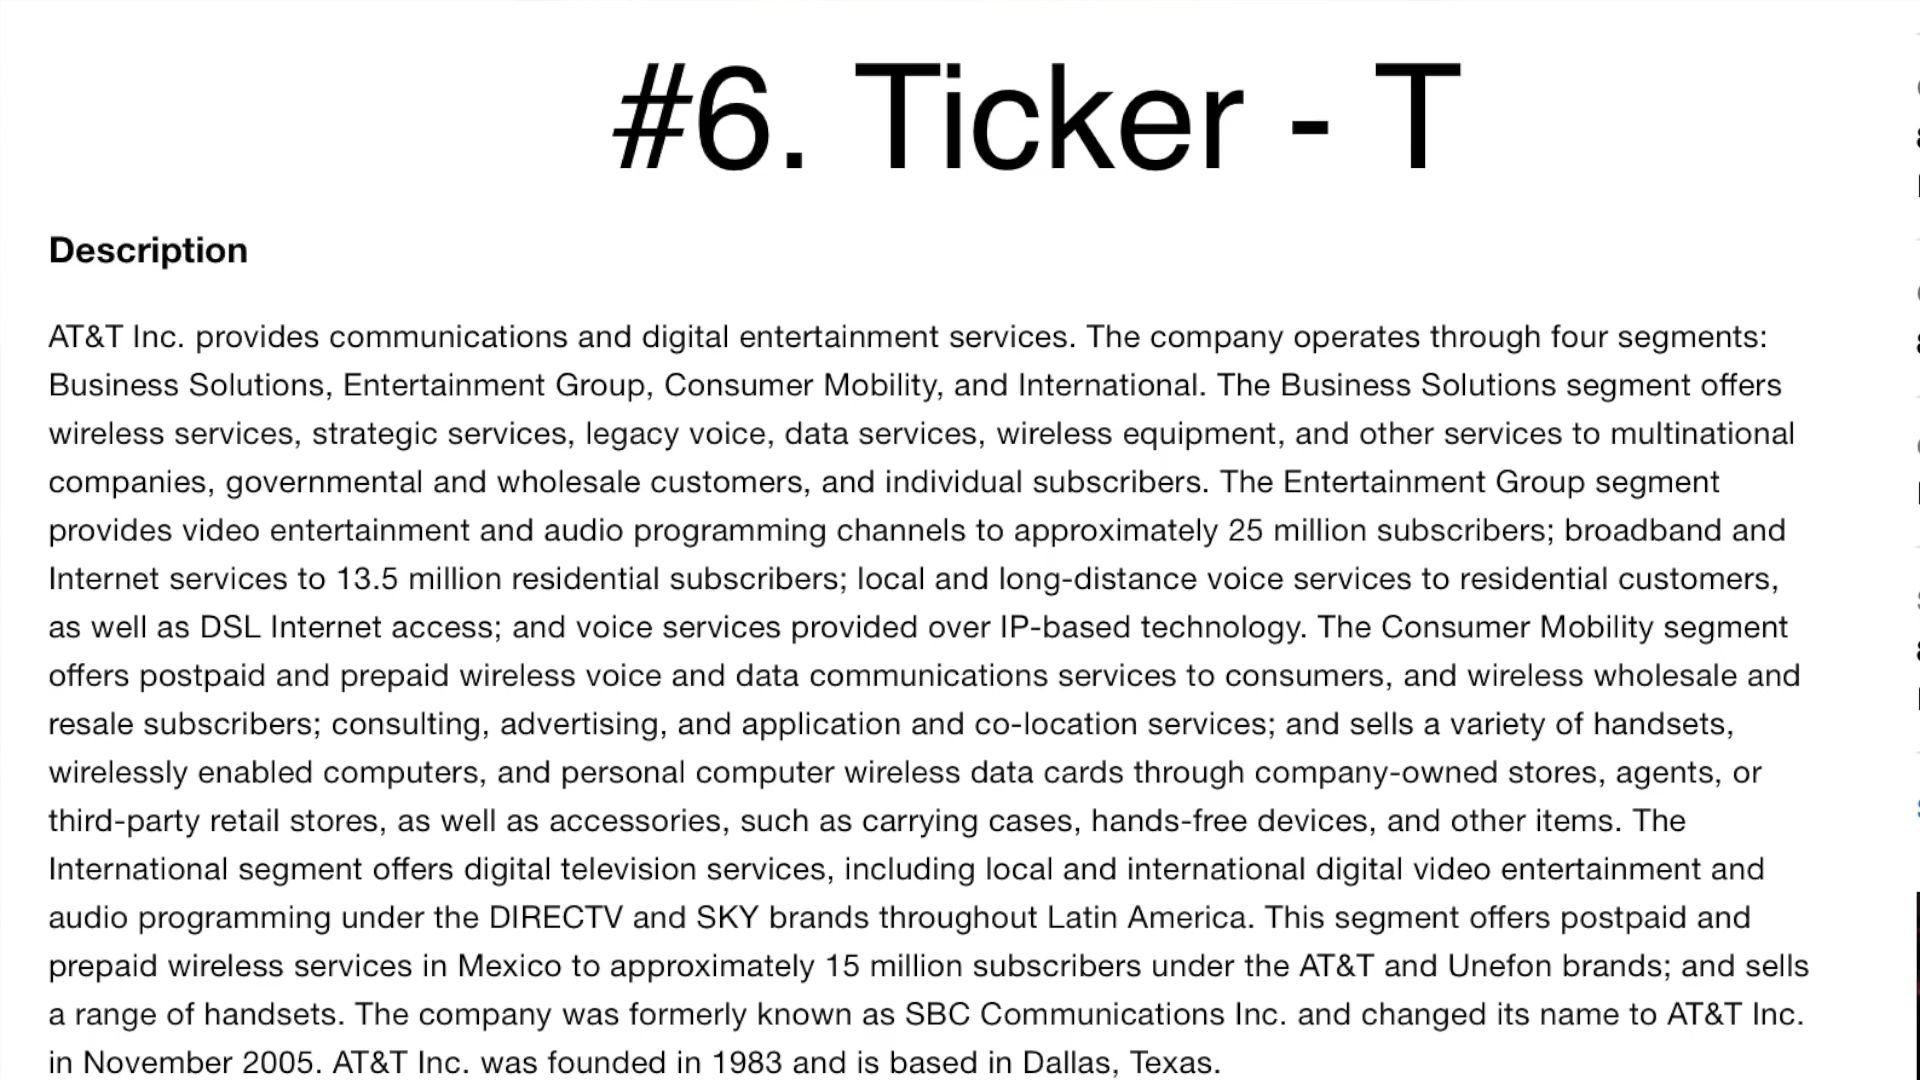 #6. Ticker - T
Description
AT&T Inc. provides communications and digital entertainment services. The company operates through four segments:
Business Solutions, Entertainment Group, Consumer Mobility, and International. The Business Solutions segment offers
wireless services, strategic services, legacy voice, data services, wireless equipment, and other services to multinational
companies, governmental and wholesale customers, and individual subscribers. The Entertainment Group segment
provides video entertainment and audio programming channels to approximately 25 million subscribers; broadband and
Internet services to 13.5 million residential subscribers; local and long-distance voice services to residential customers,
as well as DSL Internet access; and voice services provided over IP-based technology. The Consumer Mobility segment
offers postpaid and prepaid wireless voice and data communications services to consumers, and wireless wholesale and
resale subscribers; consulting, advertising, and application and co-location services; and sells a variety of handsets,
wirelessly enabled computers, and personal computer wireless data cards through company-owned stores, agents, or
third-party retail stores, as well as accessories, such as carrying cases, hands-free devices, and other items. The
International segment offers digital television services, including local and international digital video entertainment and
audio programming under the DIRECTV and SKY brands throughout Latin America. This segment offers postpaid and
prepaid wireless services in Mexico to approximately 15 million subscribers under the AT&T and Unefon brands; and sells
a range of handsets. The company was formerly known as SBC Communications Inc. and changed its name to AT&T Inc.
in November 2005. AT&T Inc. was founded in 1983 and is based in Dallas, Texas.